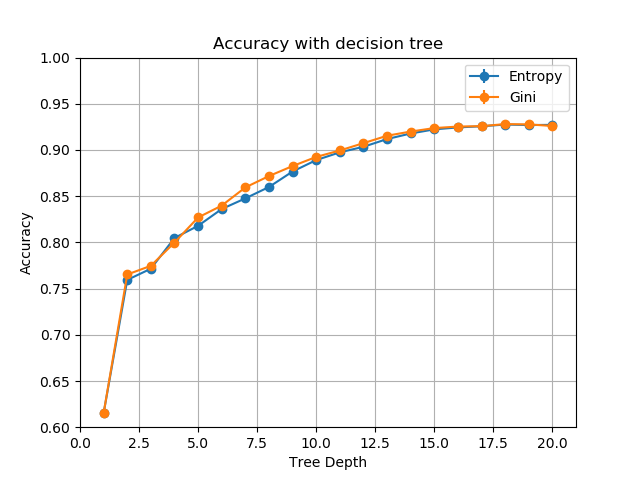 Accuracy with decision tree
Entropy
Gini
Accuracy
1.00
0.95
0.90
0.85
0.80
0.75
0.70
0.65
0.60
0.0 2.5 5.0 7.5 10.0 12.5 15.0 17.5 20.0
Tree Depth